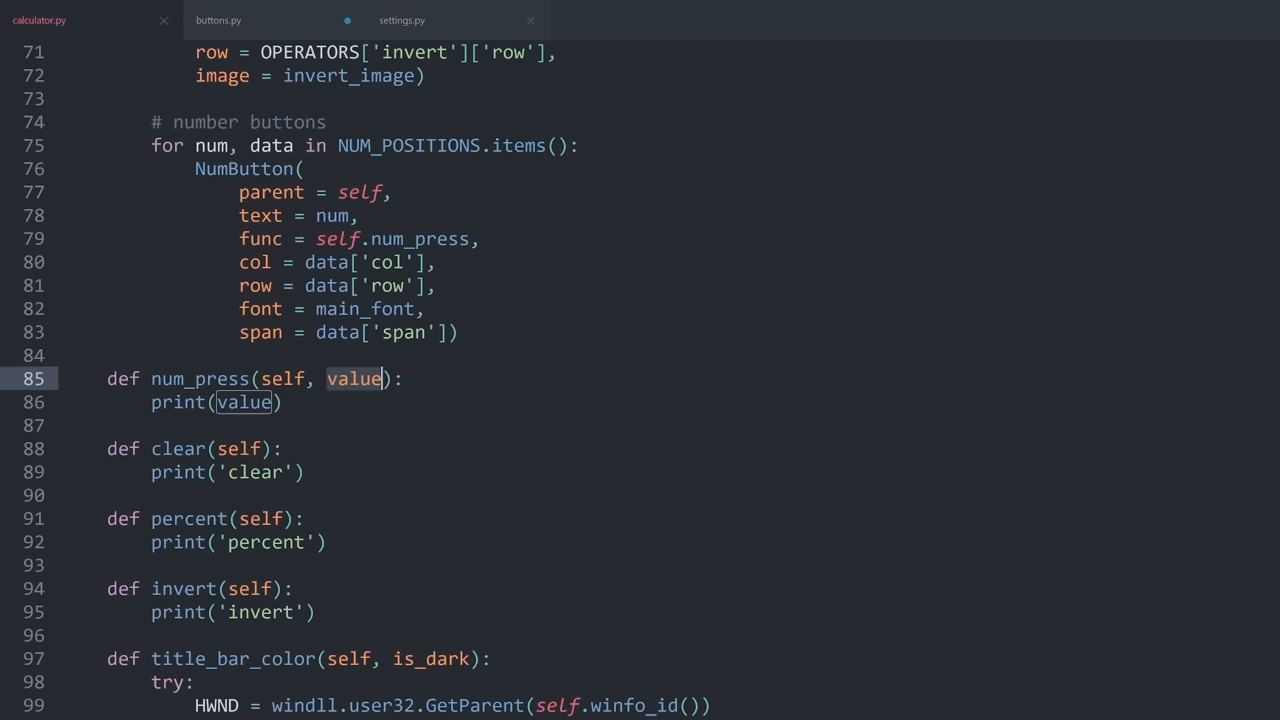 calculator.py × buttons.py ● settings.py ×
71 row = OPERATORS['invert']['row'],
72 image = invert_image)
73
74 # number buttons
75 for num, data in NUM_POSITIONS.items():
76 NumButton(
77 parent = self,
78 text = num,
79 func = self.num_press,
80 col = data['col'],
81 row = data['row'],
82 font = main_font,
83 span = data['span'])
84
85 def num_press(self, value):
86 print(value)
87
88 def clear(self):
89 print('clear')
90
91 def percent(self):
92 print('percent')
93
94 def invert(self):
95 print('invert')
96
97 def title_bar_color(self, is_dark):
98 try:
99 HWND = windll.user32.GetParent(self.winfo_id())